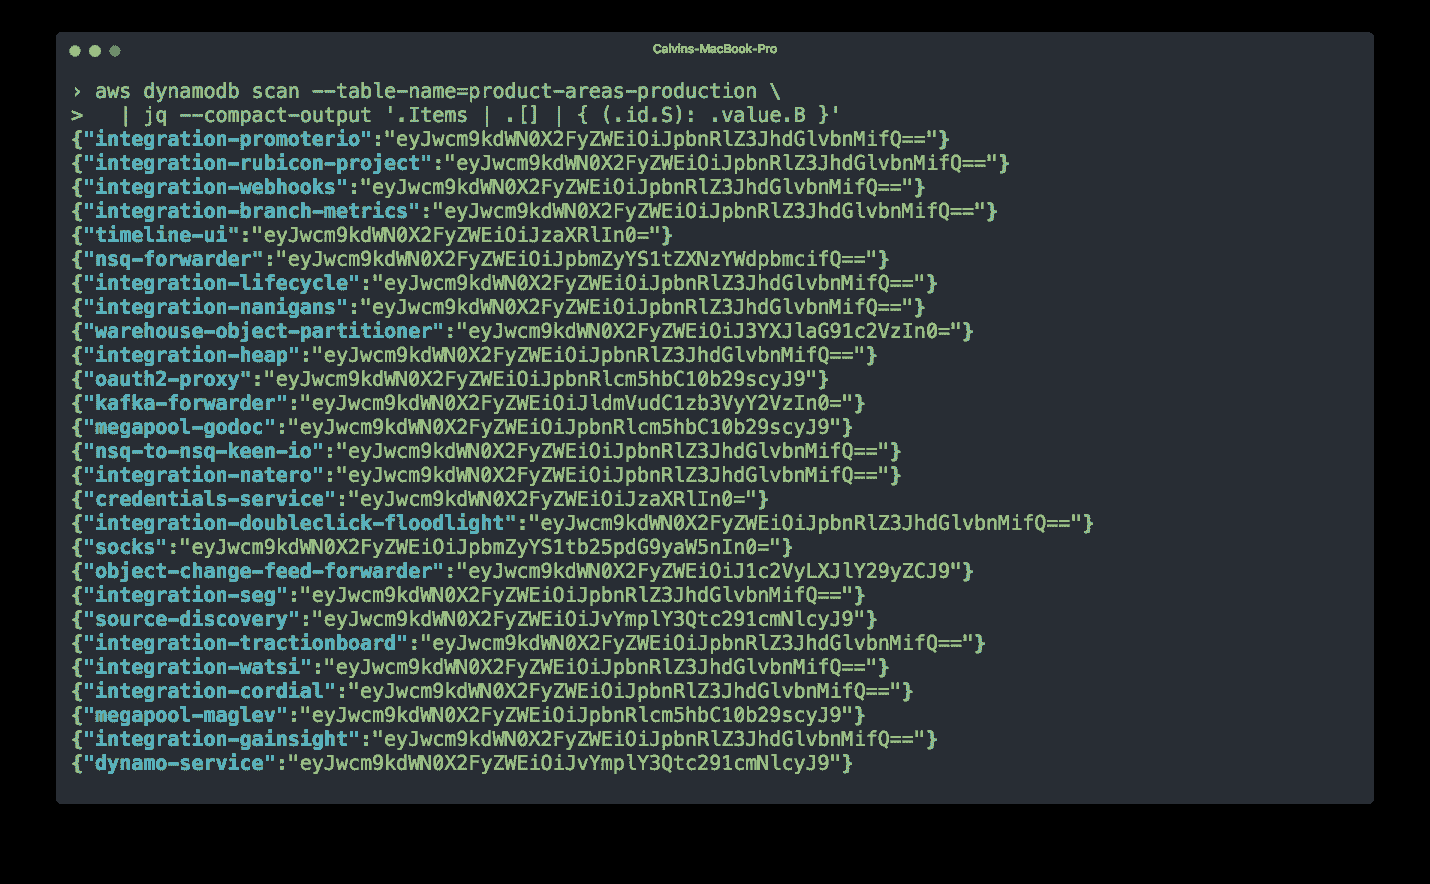 Calvins-MacBook-Pro
› aws dynamodb scan --table-name=product-areas-production \
>   | jq --compact-output '.Items | .[] | { (.id.S): .value.B }'
{"integration-promoterio":"eyJwcm9kdWN0X2FyZWEiOiJpbnRlZ3JhdGlvbnMifQ=="}
{"integration-rubicon-project":"eyJwcm9kdWN0X2FyZWEiOiJpbnRlZ3JhdGlvbnMifQ=="}
{"integration-webhooks":"eyJwcm9kdWN0X2FyZWEiOiJpbnRlZ3JhdGlvbnMifQ=="}
{"integration-branch-metrics":"eyJwcm9kdWN0X2FyZWEiOiJpbnRlZ3JhdGlvbnMifQ=="}
{"timeline-ui":"eyJwcm9kdWN0X2FyZWEiOiJzaXRlIn0="}
{"nsq-forwarder":"eyJwcm9kdWN0X2FyZWEiOiJpbmZyYS1tZXNzYWdpbmcifQ=="}
{"integration-lifecycle":"eyJwcm9kdWN0X2FyZWEiOiJpbnRlZ3JhdGlvbnMifQ=="}
{"integration-nanigans":"eyJwcm9kdWN0X2FyZWEiOiJpbnRlZ3JhdGlvbnMifQ=="}
{"warehouse-object-partitioner":"eyJwcm9kdWN0X2FyZWEiOiJ3YXJlaG91c2VzIn0="}
{"integration-heap":"eyJwcm9kdWN0X2FyZWEiOiJpbnRlZ3JhdGlvbnMifQ=="}
{"oauth2-proxy":"eyJwcm9kdWN0X2FyZWEiOiJpbnRlcm5hbC10b29scyJ9"}
{"kafka-forwarder":"eyJwcm9kdWN0X2FyZWEiOiJldmVudC1zb3VyY2VzIn0="}
{"megapool-godoc":"eyJwcm9kdWN0X2FyZWEiOiJpbnRlcm5hbC10b29scyJ9"}
{"nsq-to-nsq-keen-io":"eyJwcm9kdWN0X2FyZWEiOiJpbnRlZ3JhdGlvbnMifQ=="}
{"integration-natero":"eyJwcm9kdWN0X2FyZWEiOiJpbnRlZ3JhdGlvbnMifQ=="}
{"credentials-service":"eyJwcm9kdWN0X2FyZWEiOiJzaXRlIn0="}
{"integration-doubleclick-floodlight":"eyJwcm9kdWN0X2FyZWEiOiJpbnRlZ3JhdGlvbnMifQ=="}
{"socks":"eyJwcm9kdWN0X2FyZWEiOiJpbmZyYS1tb25pdG9yaW5nIn0="}
{"object-change-feed-forwarder":"eyJwcm9kdWN0X2FyZWEiOiJ1c2VyLXJlY29yZCJ9"}
{"integration-seg":"eyJwcm9kdWN0X2FyZWEiOiJpbnRlZ3JhdGlvbnMifQ=="}
{"source-discovery":"eyJwcm9kdWN0X2FyZWEiOiJvYmplY3Qtc291cmNlcyJ9"}
{"integration-tractionboard":"eyJwcm9kdWN0X2FyZWEiOiJpbnRlZ3JhdGlvbnMifQ=="}
{"integration-watsi":"eyJwcm9kdWN0X2FyZWEiOiJpbnRlZ3JhdGlvbnMifQ=="}
{"integration-cordial":"eyJwcm9kdWN0X2FyZWEiOiJpbnRlZ3JhdGlvbnMifQ=="}
{"megapool-maglev":"eyJwcm9kdWN0X2FyZWEiOiJpbnRlcm5hbC10b29scyJ9"}
{"integration-gainsight":"eyJwcm9kdWN0X2FyZWEiOiJpbnRlZ3JhdGlvbnMifQ=="}
{"dynamo-service":"eyJwcm9kdWN0X2FyZWEiOiJvYmplY3Qtc291cmNlcyJ9"}